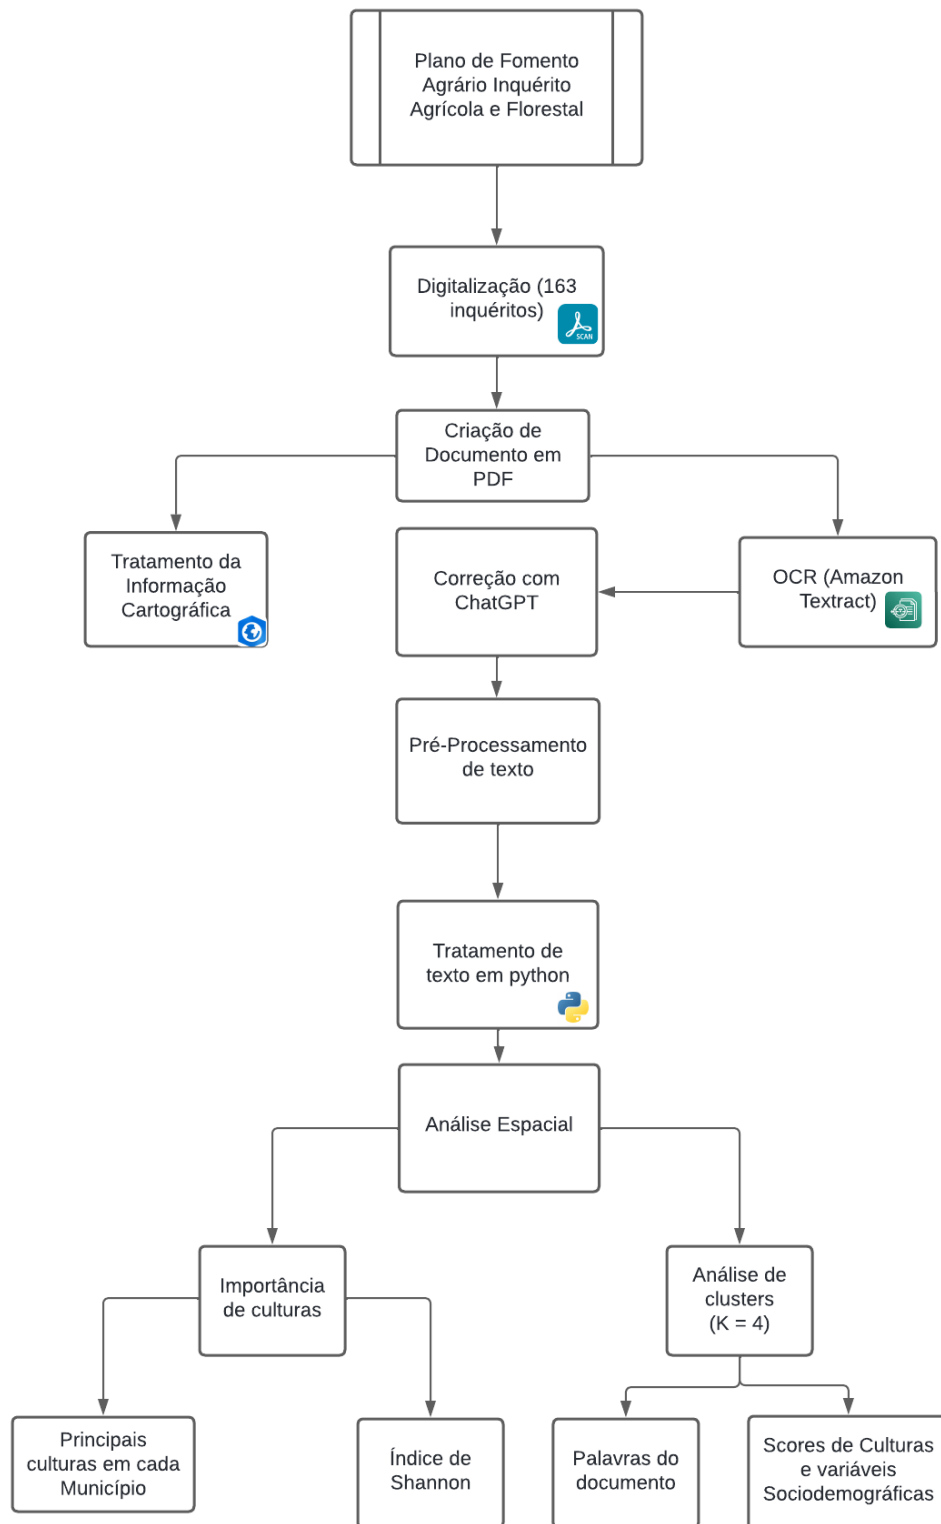 Plano de Fomento
Agrário Inquérito
Agrícola e Florestal
Digitalização (163
inquéritos)
SCAN
Criação de
Documento em
PDF
Tratamento da
Informação
Cartográfica
Correção com
ChatGPT
OCR (Amazon
Textract)
Pré-Processamento
de texto
Tratamento de
texto em python
Análise Espacial
Importância
de culturas
Análise de
clusters
(K = 4)
Principais
culturas em cada
Município
Índice de
Shannon
Palavras do
documento
Scores de Culturas
e variáveis
Sociodemográficas